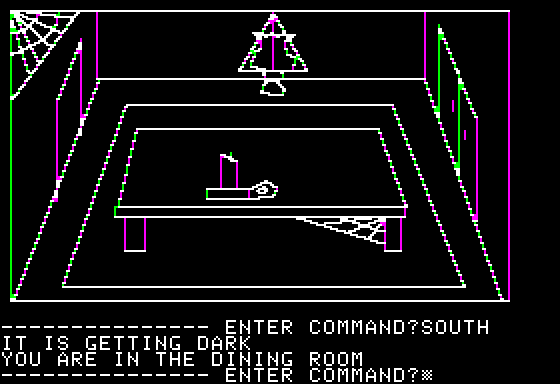 ---------------- ENTER COMMAND?SOUTH
IT IS GETTING DARK
YOU ARE IN THE DINING ROOM
---------------- ENTER COMMAND?